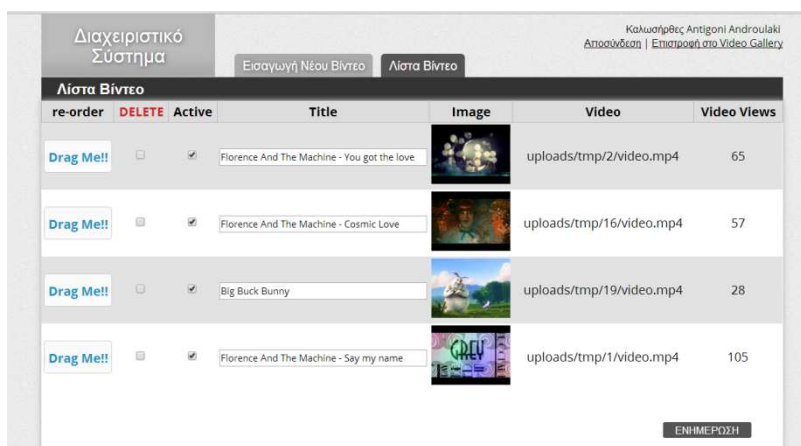 Διαχειριστικό
Σύστημα
Καλωσήρθες Antigoni Androulaki
Αποσύνδεση | Επιστροφή στο Video Gallery
Εισαγωγή Νέου Βίντεο Λίστα Βίντεο
Λίστα Βίντεο
re-order DELETE Active Title Image Video Video Views
Drag Me!! Florence And The Machine - You got the love uploads/tmp/2/video.mp4 65
Drag Me!! Florence And The Machine - Cosmic Love uploads/tmp/16/video.mp4 57
Drag Me!! Big Buck Bunny uploads/tmp/19/video.mp4 28
Drag Me!! Florence And The Machine - Say my name GREY uploads/tmp/1/video.mp4 105
ΕΝΗΜΕΡΩΣΗ